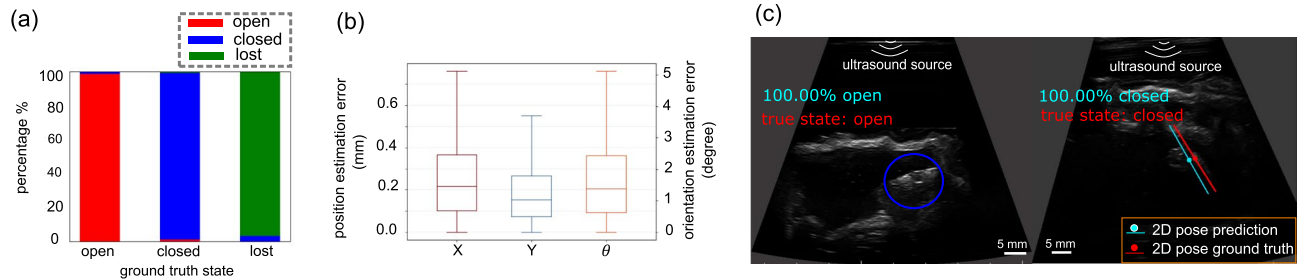 (a)
open
closed
lost
percentage %
100
80
60
40
20
0
open closed lost
ground truth state
(b)
position estimation error
(mm)
0.6
0.4
0.2
0.0
X Y θ
5
4
3
2
1
0
orientation estimation error
(degree)
(c)
ultrasound source
100.00% open
true state: open
5 mm
ultrasound source
100.00% closed
true state: closed
5 mm
2D pose prediction
2D pose ground truth